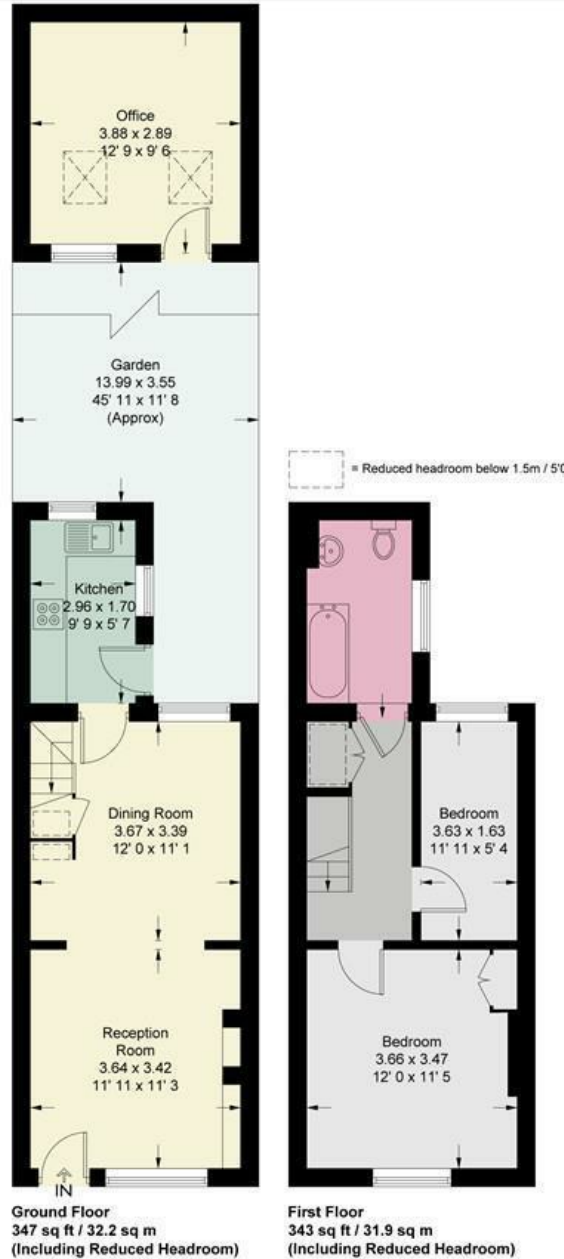 Office
3.88 x 2.89
12' 9 x 9' 6
Garden
13.99 x 3.55
45' 11 x 11' 8
(Approx)
= Reduced headroom below 1.5m / 5'0
Kitchen
2.96 x 1.70
9' 9 x 5' 7
Dining Room
3.67 x 3.39
12' 0 x 11' 1
Bedroom
3.63 x 1.63
11' 11 x 5' 4
Reception
Room
3.64 x 3.42
11' 11 x 11' 3
Bedroom
3.66 x 3.47
12' 0 x 11' 5
IN
Ground Floor
347 sq ft / 32.2 sq m
(Including Reduced Headroom)
First Floor
343 sq ft / 31.9 sq m
(Including Reduced Headroom)